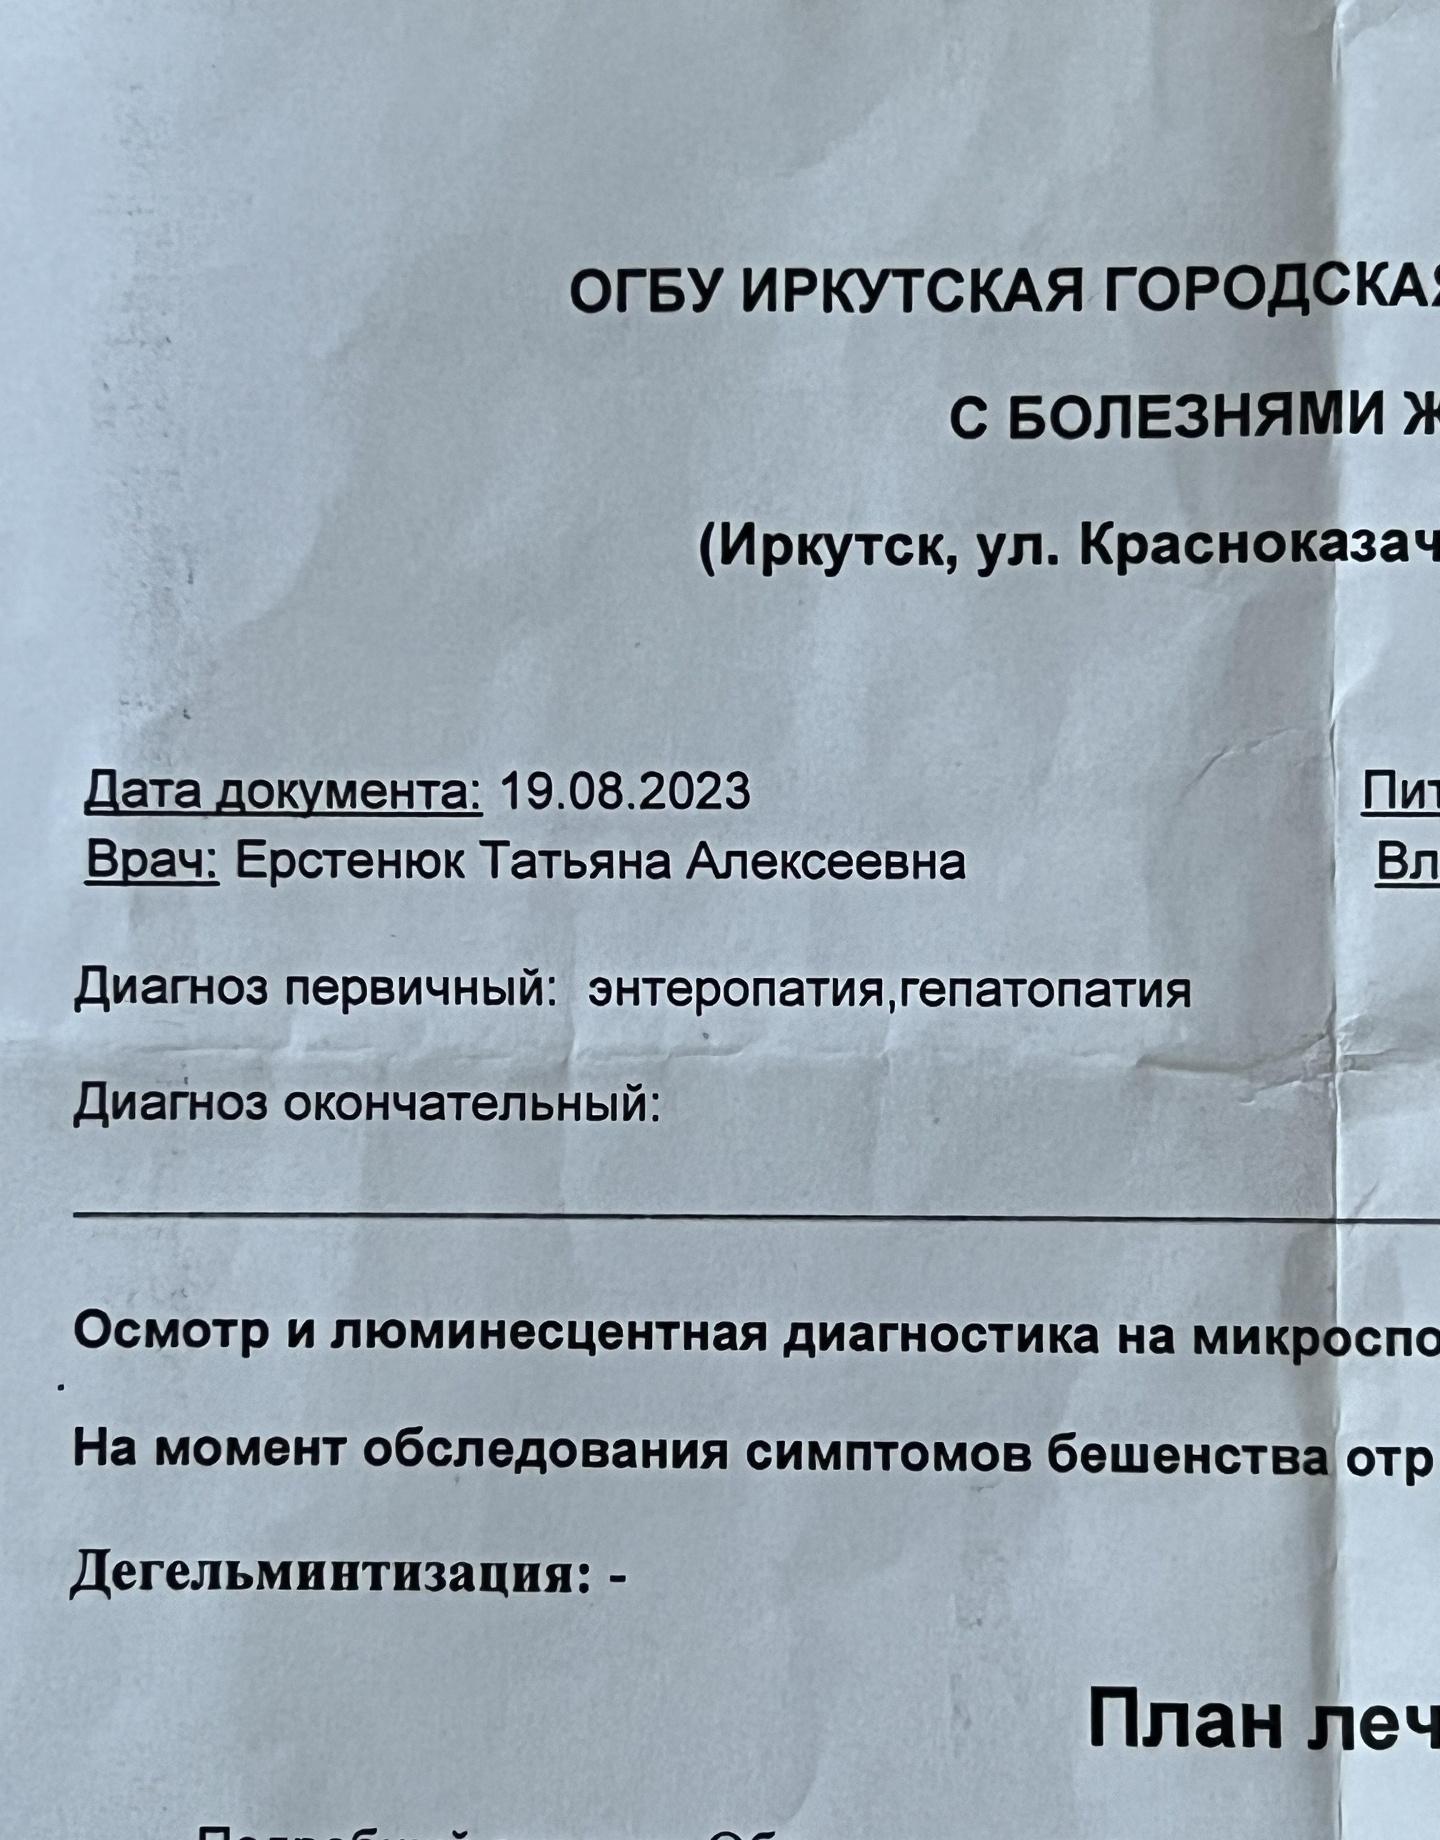 ОГБУ ИРКУТСКАЯ ГОРОДСКАЯ
С БОЛЕЗНЯМИ Ж
(Иркутск, ул. Красноказач
Дата документа: 19.08.2023
Пит
Врач: Ерстенюк Татьяна Алексеевна
Вл
Диагноз первичный: энтеропатия,гепатопатия
Диагноз окончательный:
Осмотр и люминесцентная диагностика на микроспо
На момент обследования симптомов бешенства отр
Дегельминтизация: -
План леч